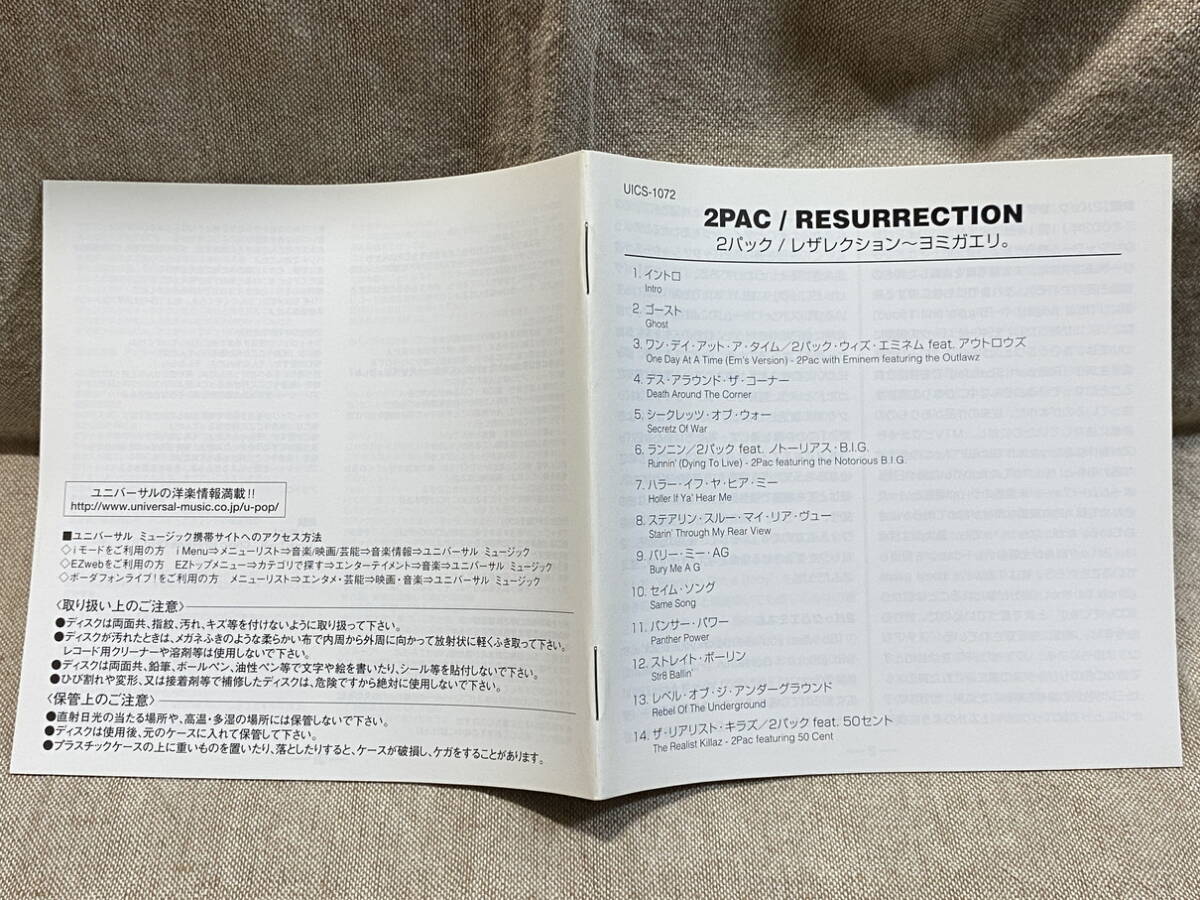 ユニバーサルの洋楽情報満載!!
http://www.universal-music.co.jp/u-pop/
■ユニバーサル ミュージック携帯サイトへのアクセス方法
◇iモードをご利用の方 i Menu⇒メニューリスト⇒音楽/映画/芸能⇒音楽情報⇒ユニバーサル ミュージック
◇EZwebをご利用の方 EZトップメニュー⇒カテゴリで探す⇒エンターテイメント⇒音楽⇒ユニバーサル ミュージック
◇ボーダフォンライブ!をご利用の方 メニューリスト⇒エンタメ・芸能⇒映画・音楽⇒ユニバーサル ミュージック
〈取り扱い上のご注意〉
●ディスクは両面共、指紋、汚れ、キズ等を付けないように取り扱って下さい。
●ディスクが汚れたときは、メガネふきのような柔らかい布で内周から外周に向かって放射状に軽くふき取って下さい。
レコード用クリーナーや溶剤等は使用しないで下さい。
●ディスクは両面共、鉛筆、ボールペン、油性ペン等で文字や絵を書いたり、シール等を貼付しないで下さい。
●ひび割れや変形、又は接着剤等で補修したディスクは、危険ですから絶対に使用しないで下さい。
〈保管上のご注意〉
●直射日光の当たる場所や、高温・多湿の場所には保管しないで下さい。
●ディスクは使用後、元のケースに入れて保管して下さい。
●プラスチックケースの上に重いものを置いたり、落としたりすると、ケースが破損し、ケガをすることがあります。
UICS-1072
2PAC / RESURRECTION
2パック / レザレクション〜ヨミガエリ。
1. イントロ
Intro
2. ゴースト
Ghost
3. ワン・デイ・アット・ア・タイム/2パック・ウィズ・エミネム feat. アウトロウズ
One Day At A Time (Em's Version) - 2Pac with Eminem featuring the Outlawz
4. デス・アラウンド・ザ・コーナー
Death Around The Corner
5. シークレッツ・オブ・ウォー
Secretz Of War
6. ランニン/2パック feat. ノトーリアス・B.I.G.
Runnin' (Dying To Live) - 2Pac featuring the Notorious B.I.G.
7. ハラー・イフ・ヤ・ヒア・ミー
Holler If Ya' Hear Me
8. ステアリン・スルー・マイ・リア・ヴュー
Starin' Through My Rear View
9. バリー・ミー・AG
Bury Me A G
10. セイム・ソング
Same Song
11. パンサー・パワー
Panther Power
12. ストレイト・ボーリン
Str8 Ballin'
13. レベル・オブ・ジ・アンダーグラウンド
Rebel Of The Underground
14. ザ・リアリスト・キラズ/2パック feat. 50セント
The Realist Killaz - 2Pac featuring 50 Cent